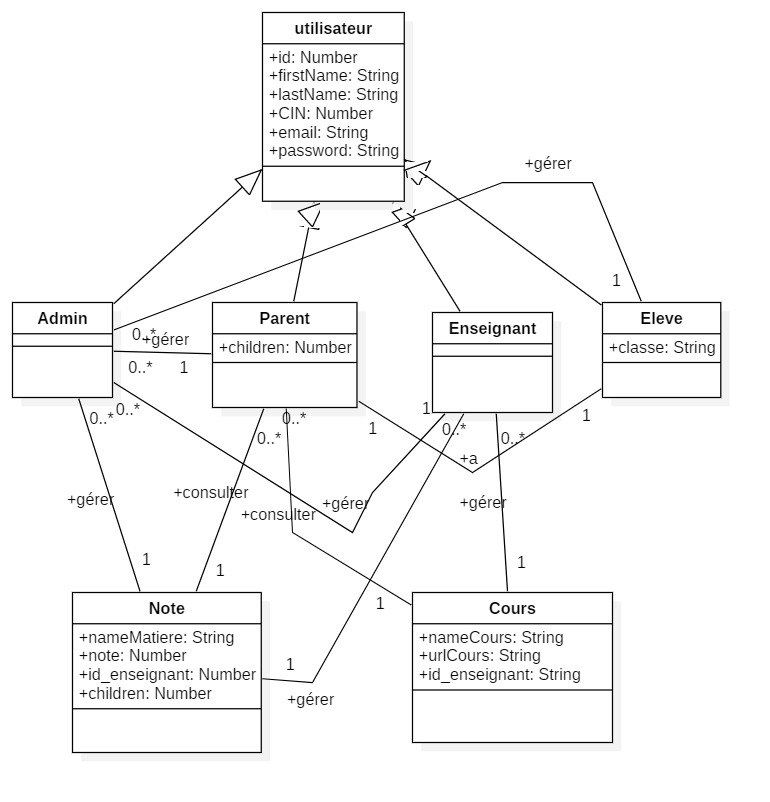 utilisateur
+id: Number
+firstName: String
+lastName: String
+CIN: Number
+email: String
+password: String
+gérer
1
Admin
Parent
+children: Number
Enseignant
Eleve
+classe: String
0..*
+gérer
0..*
1
0..*
0..*
0..*
0..*
1
1
0..*
0..*
1
+a
+gérer
+consulter
+consulter
+gérer
+gérer
1
1
1
1
1
+gérer
Note
+nameMatiere: String
+note: Number
+id_enseignant: Number
+children: Number
Cours
+nameCours: String
+urlCours: String
+id_enseignant: String